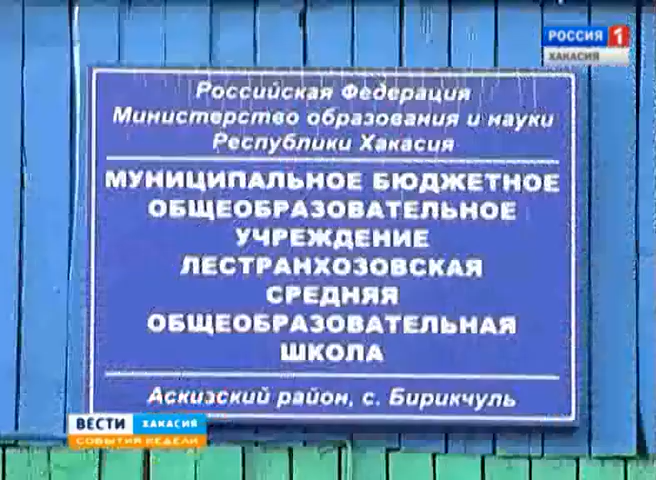 РОССИЯ 1
ХАКАСИЯ
Российская Федерация
Министерство образования и науки
Республики Хакасия
МУНИЦИПАЛЬНОЕ БЮДЖЕТНОЕ
ОБЩЕОБРАЗОВАТЕЛЬНОЕ
УЧРЕЖДЕНИЕ
ЛЕСТРАНХОЗОВСКАЯ
СРЕДНЯЯ
ОБЩЕОБРАЗОВАТЕЛЬНАЯ
ШКОЛА
Аскизский район, с. Бирикчуль
ВЕСТИ ХАКАСИЯ
СОБЫТИЯ НЕДЕЛИ